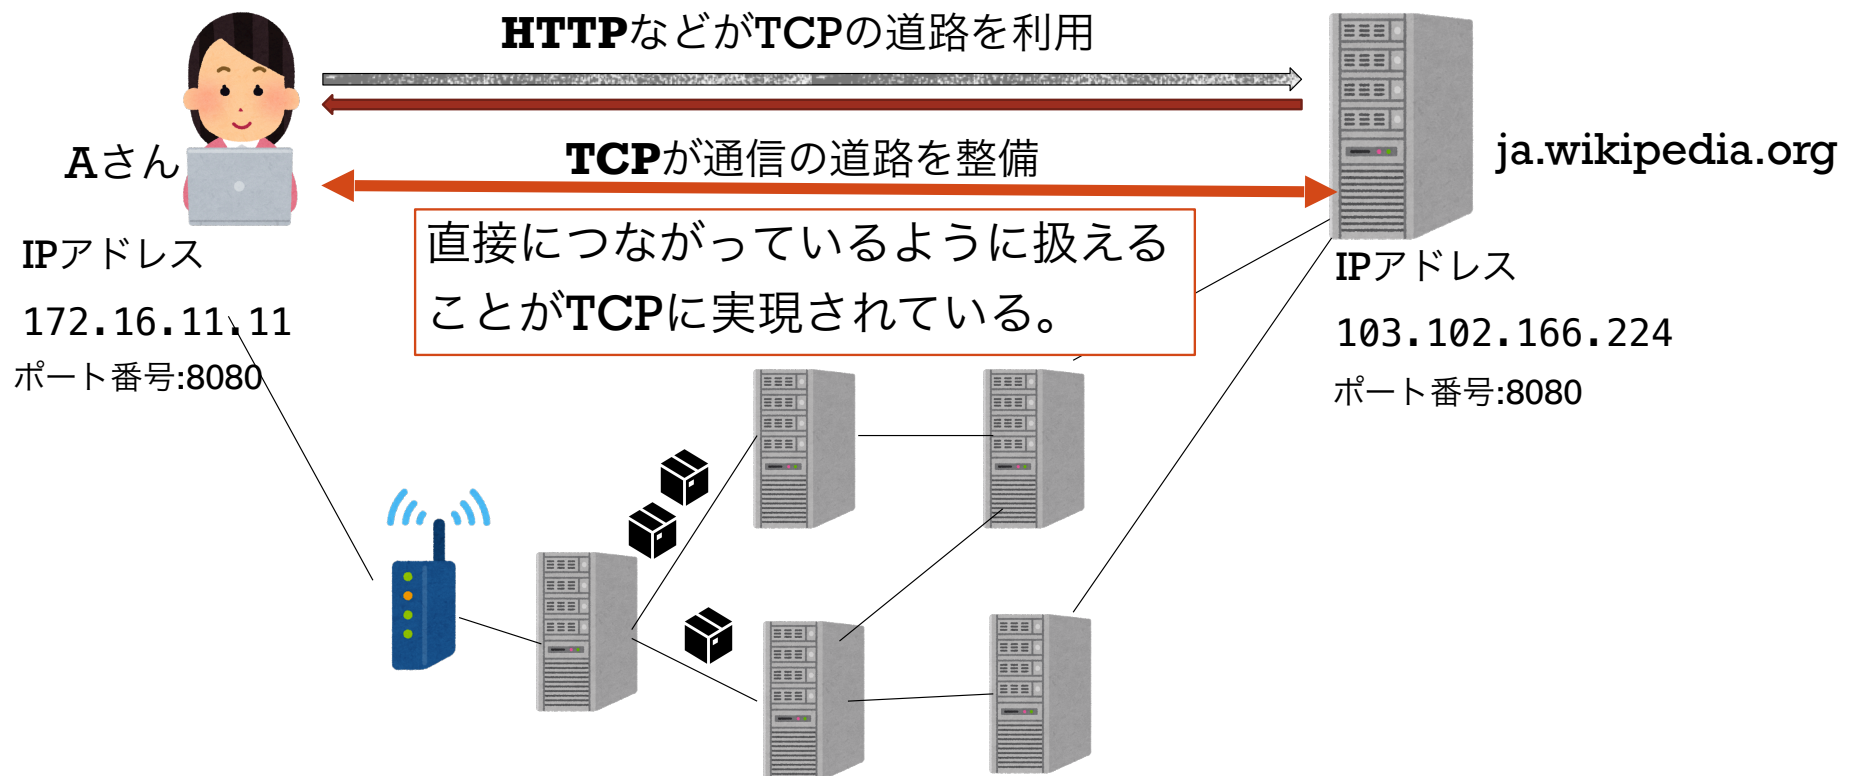 HTTPなどがTCPの道路を利用
TCPが通信の道路を整備
Aさん
ja.wikipedia.org
直接につながっているように扱える
ことがTCPに実現されている。
IPアドレス
172.16.11.11
ポート番号:8080
IPアドレス
103.102.166.224
ポート番号:8080